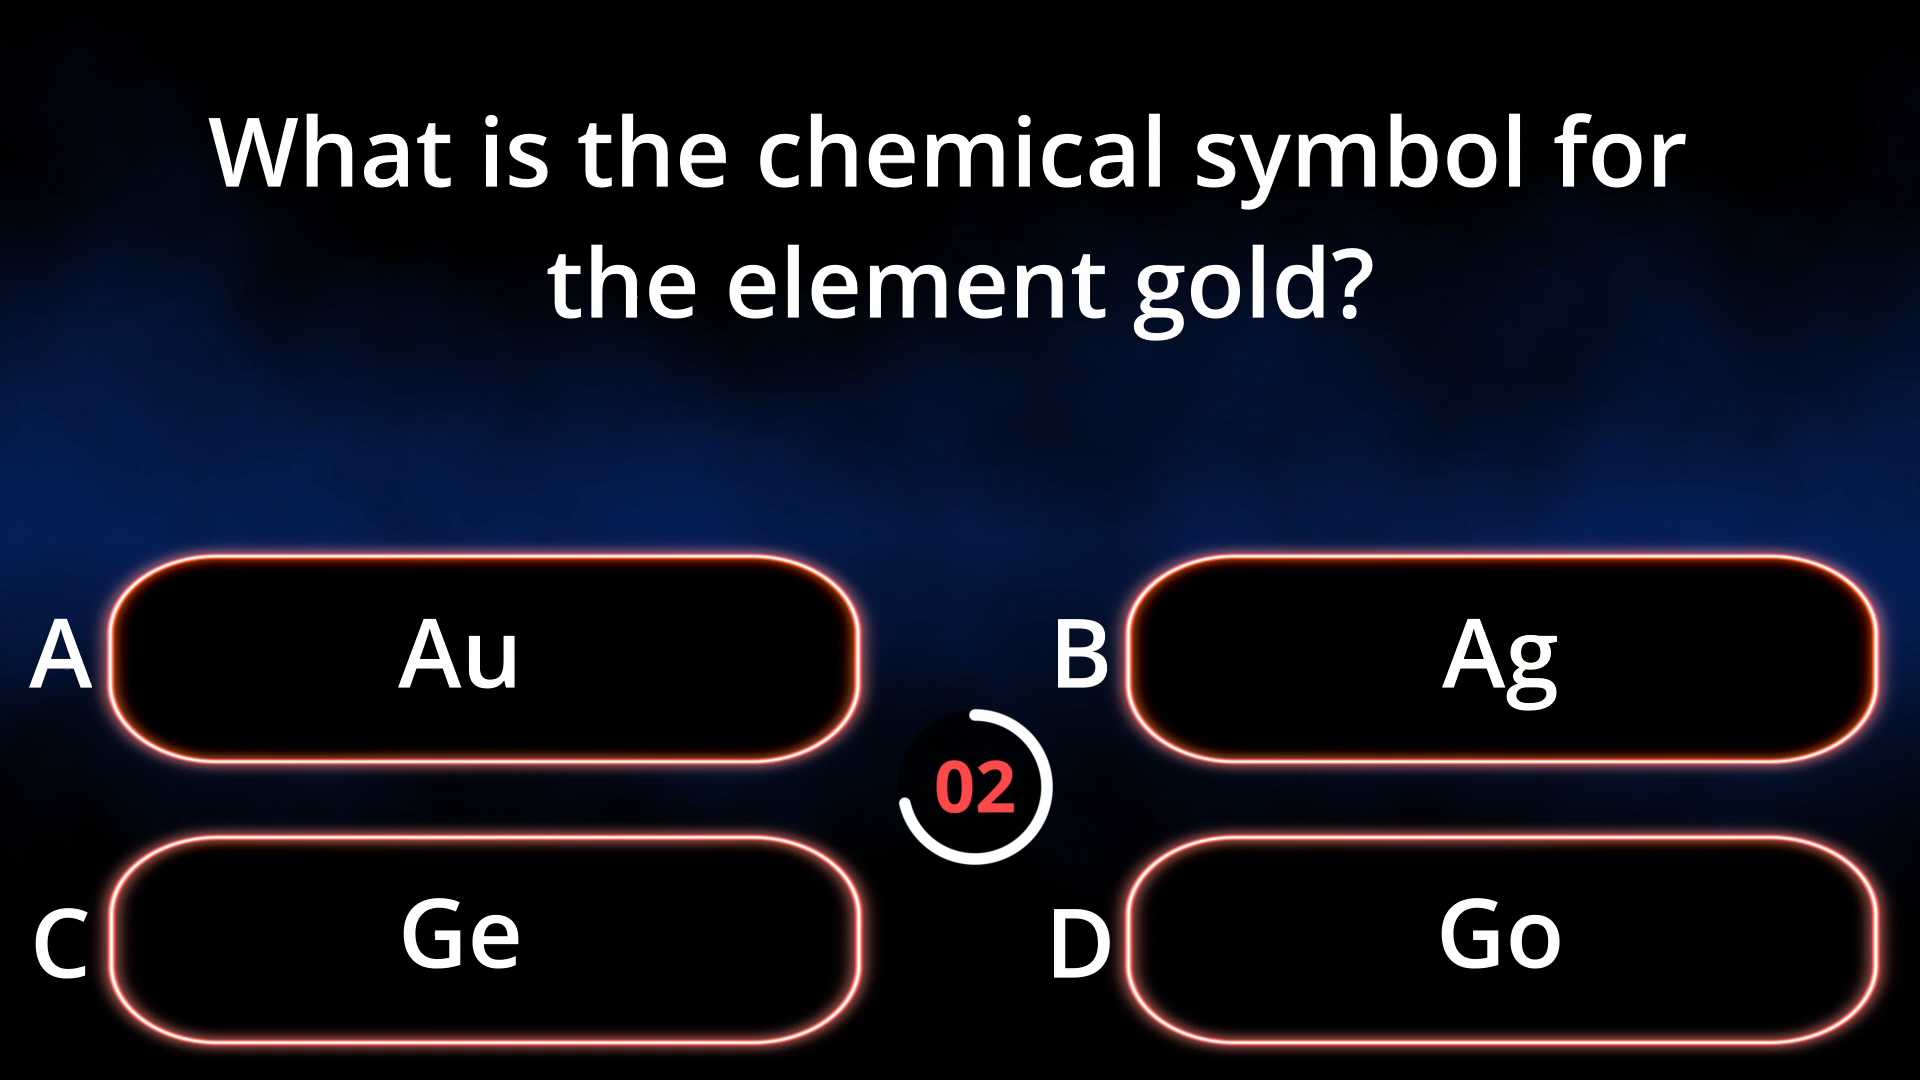 What is the chemical symbol for
the element gold?
A Au
B Ag
02
C Ge
D Go